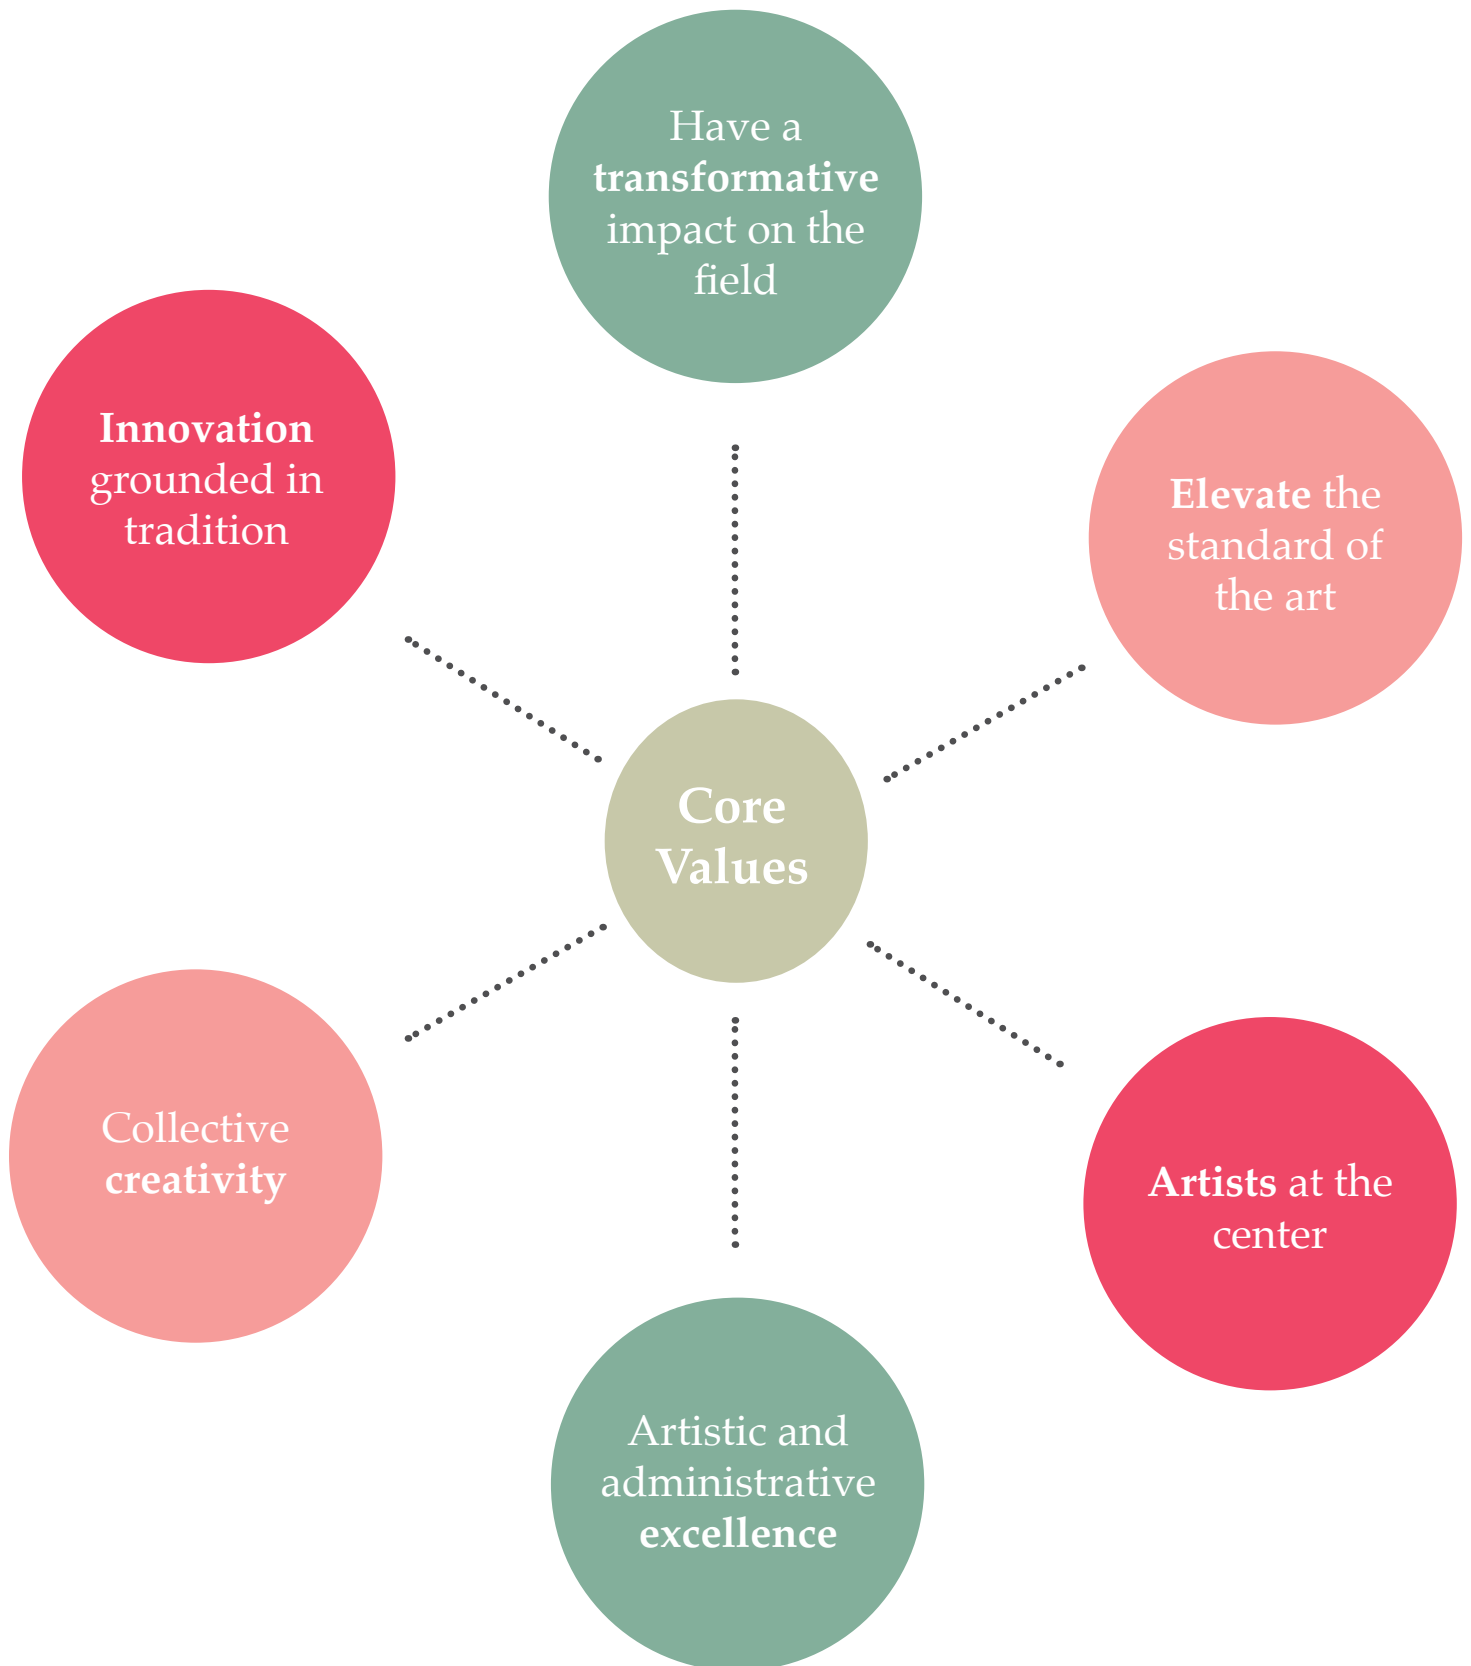 Have a
transformative
impact on the
field
Innovation
grounded in
tradition
Elevate the
standard of
the art
Core
Values
Collective
creativity
Artists at the
center
Artistic and
administrative
excellence